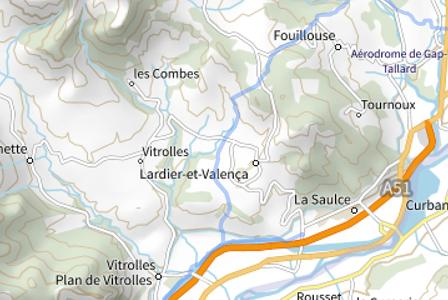 Fouillouse
Aérodrome de Gap-
Tallard
les Combes
Tournoux
nette
Vitrolles
Lardier-et-Valença
A51
La Saulce
Curban
Vitrolles
Plan de Vitrolles
Rousset